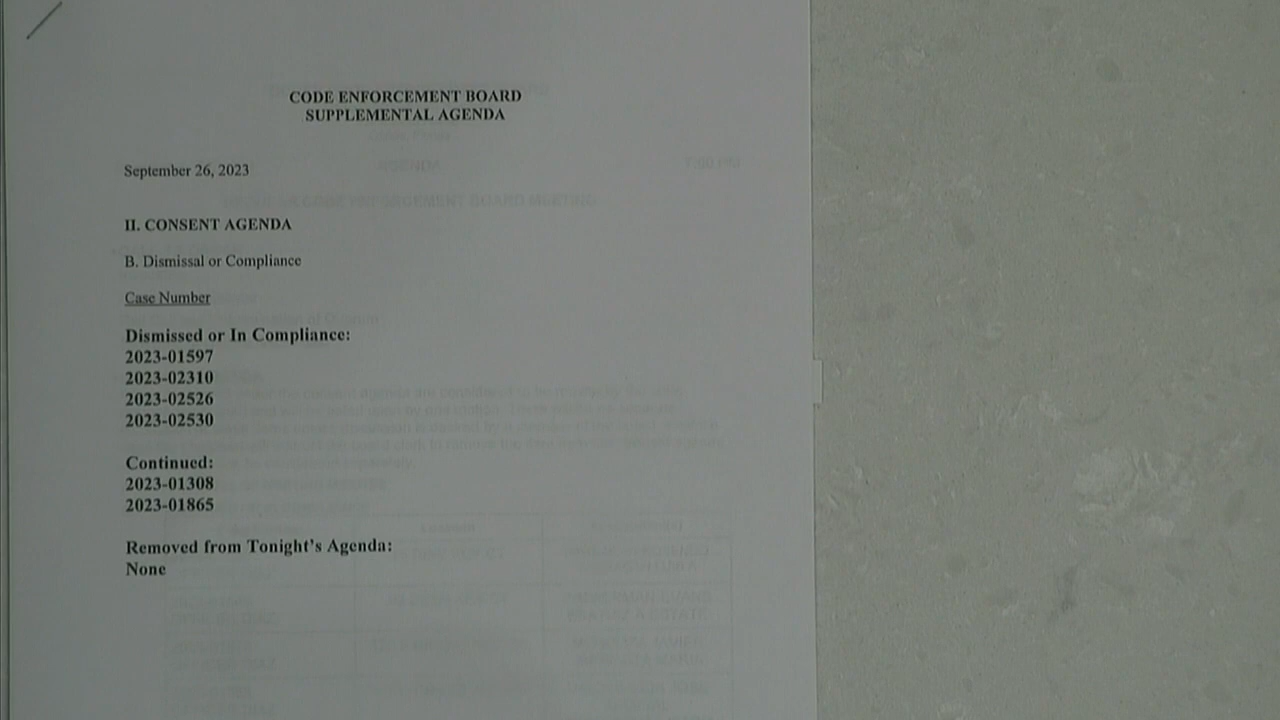 CODE ENFORCEMENT BOARD
SUPPLEMENTAL AGENDA
September 26, 2023
II. CONSENT AGENDA
B. Dismissal or Compliance
Case Number
Dismissed or In Compliance:
2023-01597
2023-02310
2023-02526
2023-02530
Continued:
2023-01308
2023-01865
Removed from Tonight's Agenda:
None